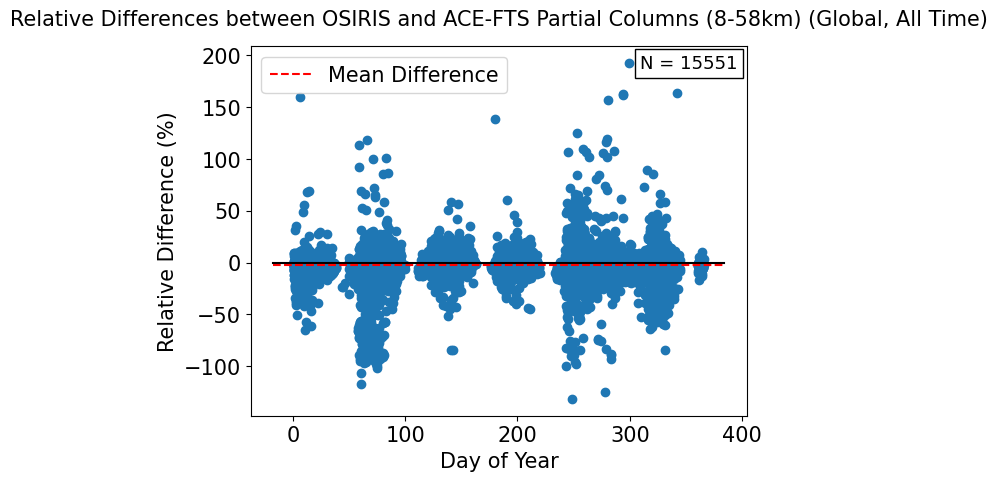 Relative Differences between OSIRIS and ACE-FTS Partial Columns (8-58km) (Global, All Time)
Mean Difference
N = 15551
Relative Difference (%)
200
150
100
50
0
−50
−100
0 100 200 300 400
Day of Year